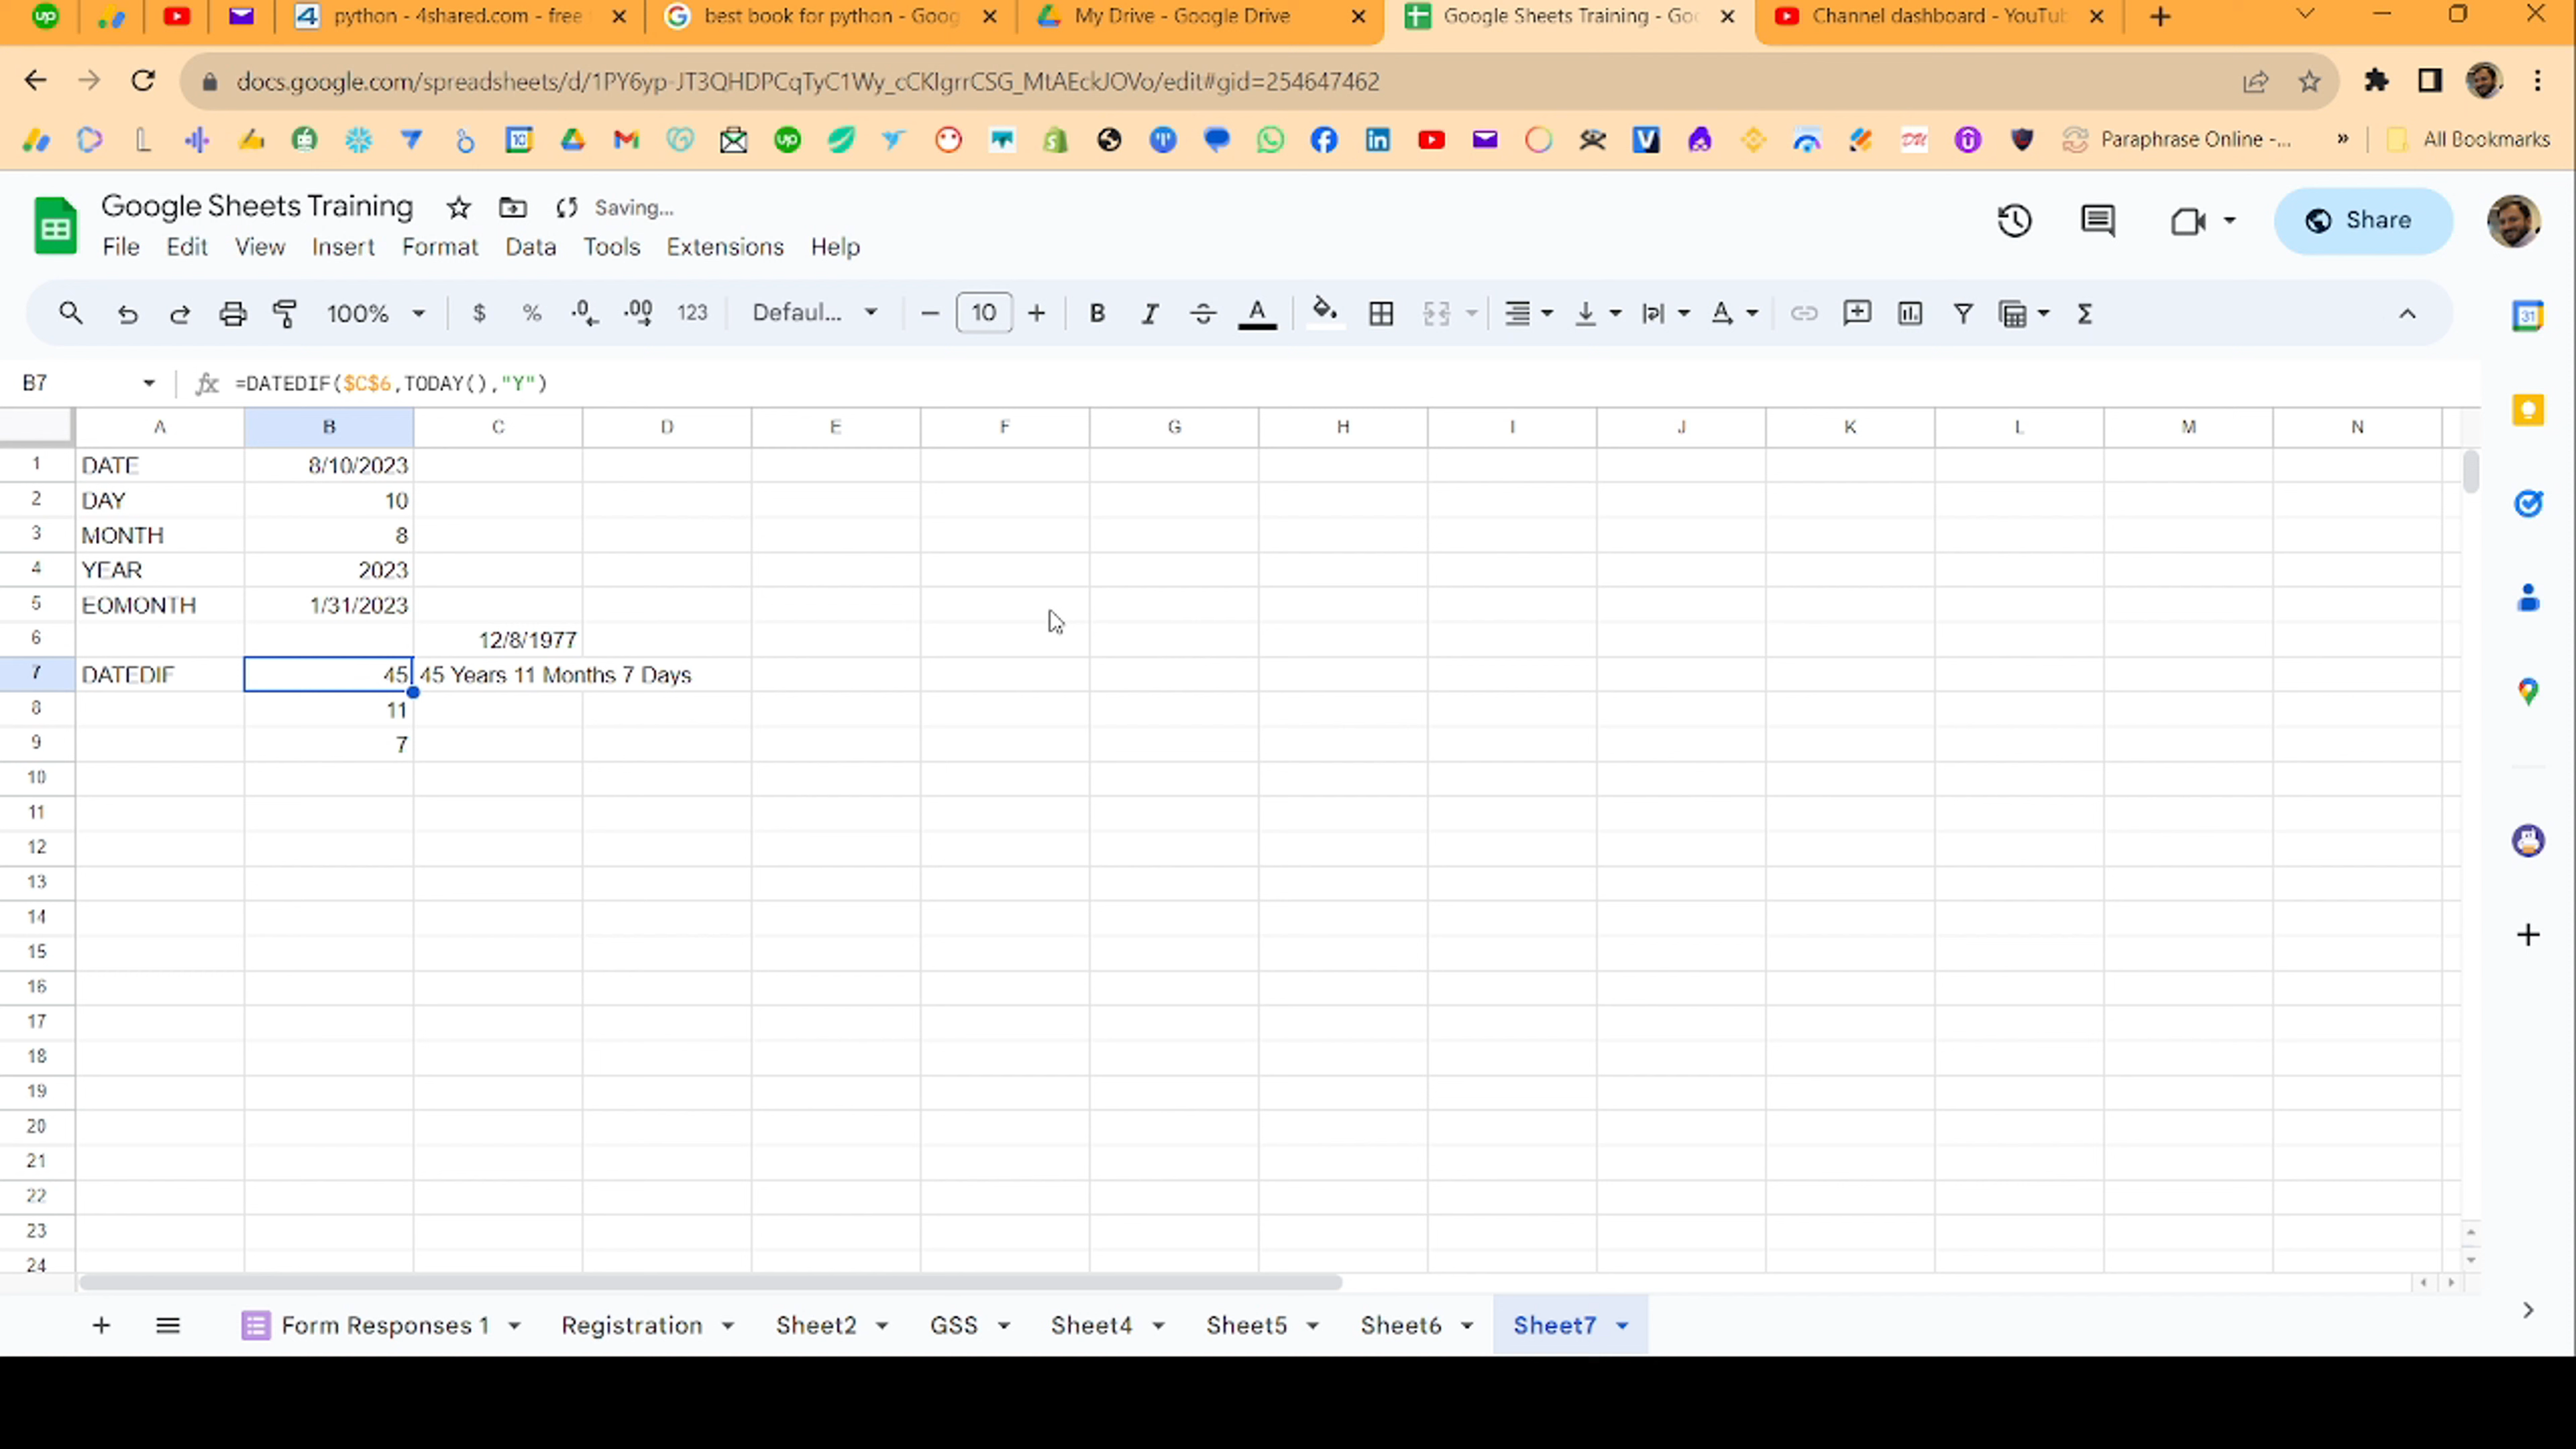 python - 4shared.com - free
best book for python - Goog
My Drive - Google Drive
Google Sheets Training - Goo
Channel dashboard - YouTub
docs.google.com/spreadsheets/d/1PY6yp-JT3QHDPCqTyC1Wy_cCKIgrrCSG_MtAEckJOVo/edit#gid=254647462
Paraphrase Online -...
» All Bookmarks
Google Sheets Training Saving...
File Edit View Insert Format Data Tools Extensions Help
Share
100% $ % .0 .00 123 Defaul... − 10 + B I A Σ
B7 fx =DATEDIF($C$6,TODAY(),"Y")
A B C D E F G H I J K L M N
1 DATE 8/10/2023
2 DAY 10
3 MONTH 8
4 YEAR 2023
5 EOMONTH 1/31/2023
6 12/8/1977
7 DATEDIF 45 45 Years 11 Months 7 Days
8 11
9 7
10
11
12
13
14
15
16
17
18
19
20
21
22
23
24
+ Form Responses 1 Registration Sheet2 GSS Sheet4 Sheet5 Sheet6 Sheet7